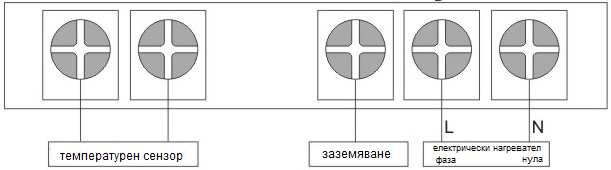 L
N
температурен сензор
заземяване
електрически нагревател
фаза
нула